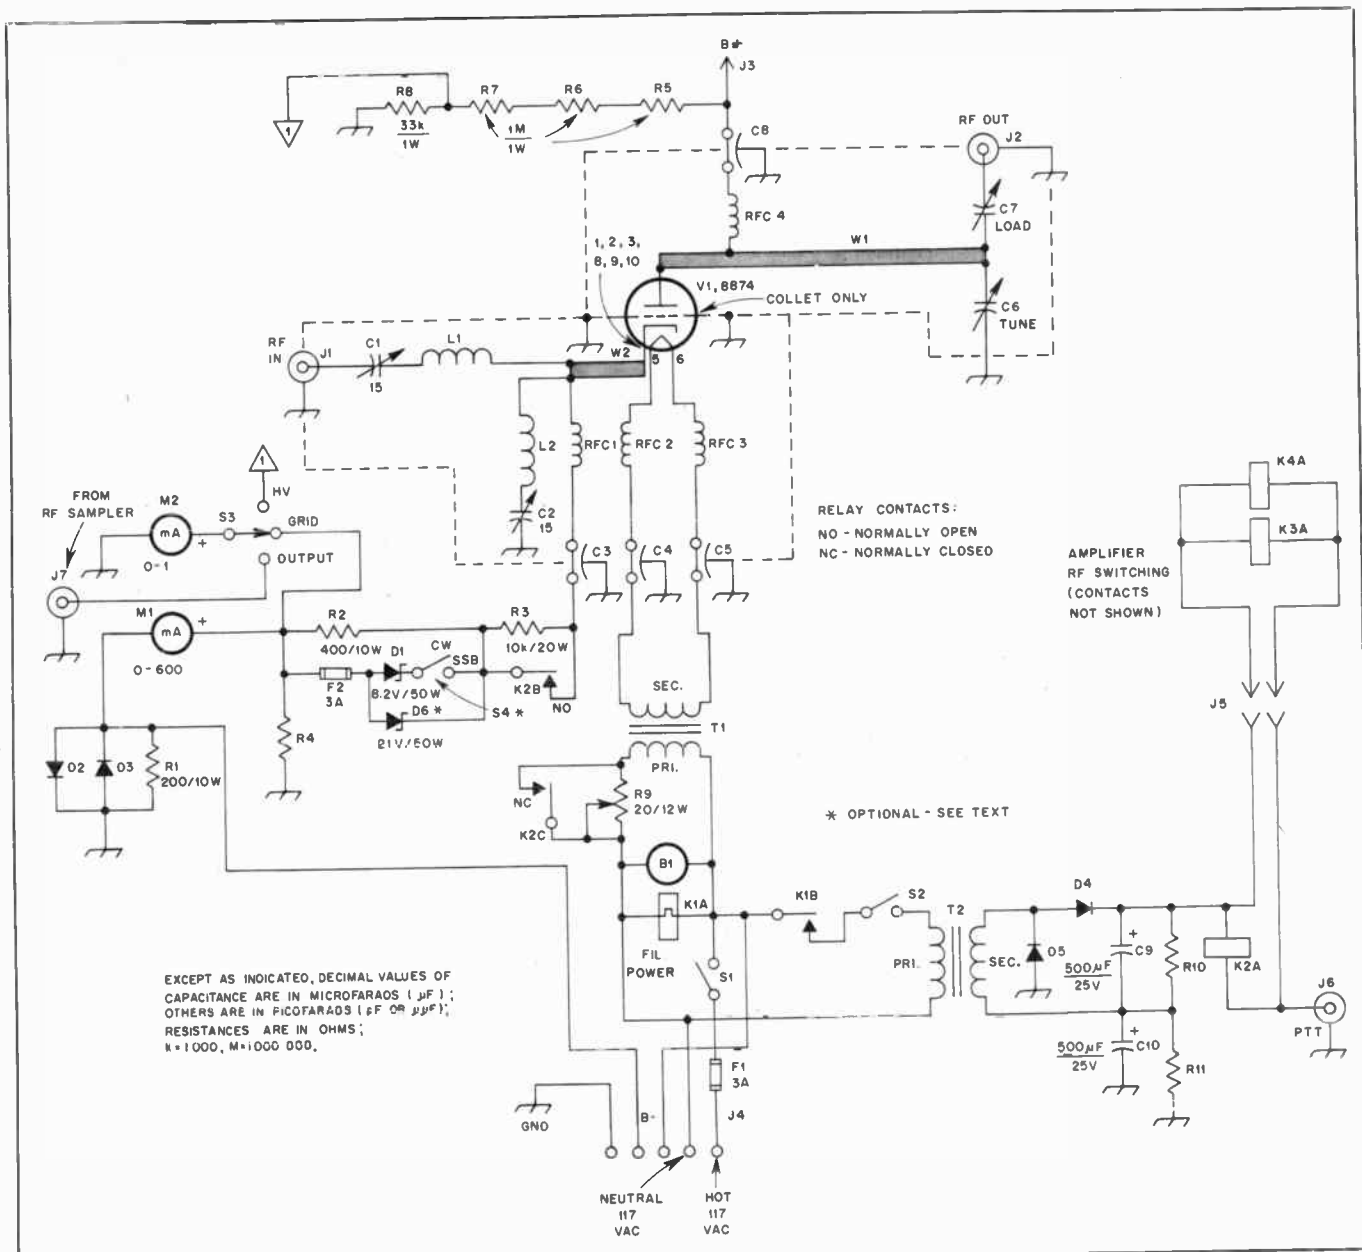 B+
J3
R8
R7
R6
R5
33k
1W
1M
1W
1
C8
RF OUT
J2
RFC 4
C7
LOAD
W1
1, 2, 3,
8, 9, 10
V1, 8874
COLLET ONLY
C6
TUNE
RF
IN
J1
C1
15
L1
W2
5
6
L2
RFC 1
RFC 2
RFC 3
C2
15
C3
C4
C5
1
HV
FROM
RF SAMPLER
M2
mA
+
0-1
S3
GRID
OUTPUT
J7
M1
mA
+
0-600
R2
400/10W
R3
10k/20W
D1
8.2V/50W
CW
SSB
S4 *
F2
3A
D6 *
21V/50W
K2B
NO
R4
D2
D3
R1
200/10W
RELAY CONTACTS:
NO - NORMALLY OPEN
NC - NORMALLY CLOSED
K4A
K3A
AMPLIFIER
RF SWITCHING
(CONTACTS
NOT SHOWN)
J5
SEC.
T1
PRI.
NC
K2C
R9
20/12W
* OPTIONAL - SEE TEXT
B1
K1A
FIL
POWER
S1
K1B
S2
T2
PRI.
SEC.
D4
D5
+
C9
500µF
25V
R10
K2A
J6
PTT
+
C10
500µF
25V
R11
EXCEPT AS INDICATED, DECIMAL VALUES OF
CAPACITANCE ARE IN MICROFARADS (µF);
OTHERS ARE IN PICOFARADS (pF OR µµF);
RESISTANCES ARE IN OHMS;
K=1000, M=1000 000.
F1
3A
J4
GND
B-
NEUTRAL
117
VAC
HOT
117
VAC